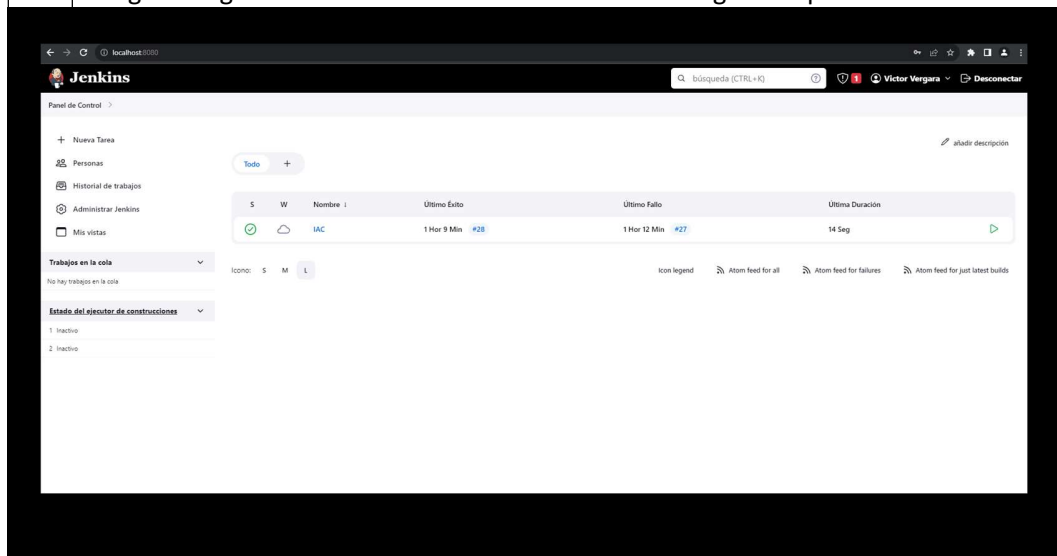 localhost:8080
Jenkins
búsqueda (CTRL+K)
1
Victor Vergara
Desconectar
Panel de Control
Nueva Tarea
añadir descripción
Personas
Todo +
Historial de trabajos
Administrar Jenkins
Mis vistas
S W Nombre ↓ Último Éxito Último Fallo Última Duración
IAC 1 Hor 9 Min #28 1 Hor 12 Min #27 14 Seg
Trabajos en la cola
No hay trabajos en la cola
Icono: S M L
Icon legend Atom feed for all Atom feed for failures Atom feed for just latest builds
Estado del ejecutor de construcciones
1 Inactivo
2 Inactivo